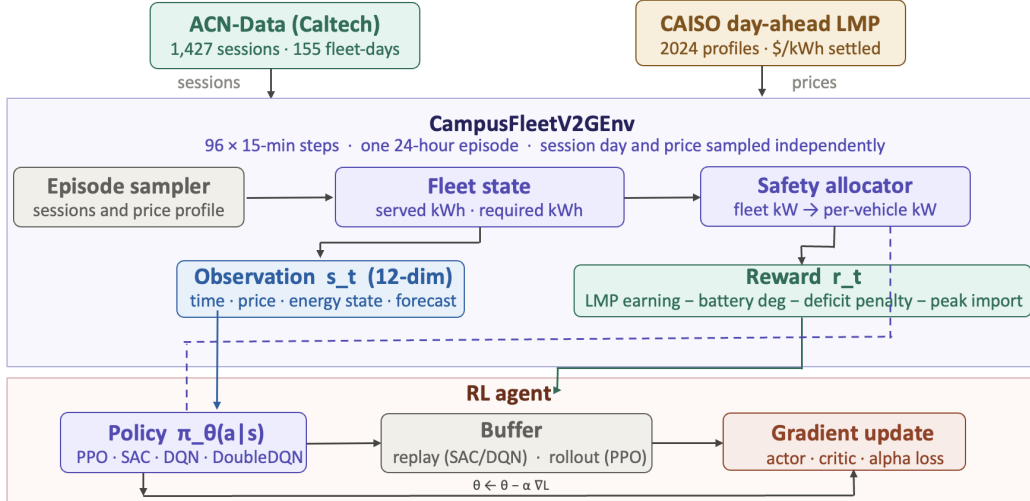 ACN-Data (Caltech)
1,427 sessions · 155 fleet-days
CAISO day-ahead LMP
2024 profiles · $/kWh settled
sessions
prices
CampusFleetV2GEnv
96 × 15-min steps · one 24-hour episode · session day and price sampled independently
Episode sampler
sessions and price profile
Fleet state
served kWh · required kWh
Safety allocator
fleet kW → per-vehicle kW
Observation s_t (12-dim)
time · price · energy state · forecast
Reward r_t
LMP earning − battery deg − deficit penalty − peak import
RL agent
Policy π_θ(a|s)
PPO · SAC · DQN · DoubleDQN
Buffer
replay (SAC/DQN) · rollout (PPO)
Gradient update
actor · critic · alpha loss
θ ← θ − α ∇L